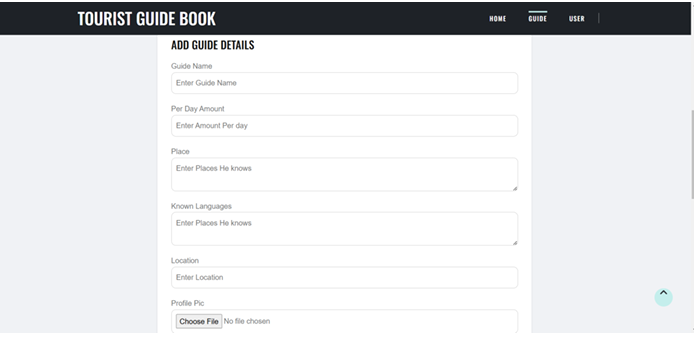 TOURIST GUIDE BOOK HOME GUIDE USER
ADD GUIDE DETAILS
Guide Name
Enter Guide Name
Per Day Amount
Enter Amount Per day
Place
Enter Places He knows
Known Languages
Enter Places He knows
Location
Enter Location
Profile Pic
Choose File No file chosen